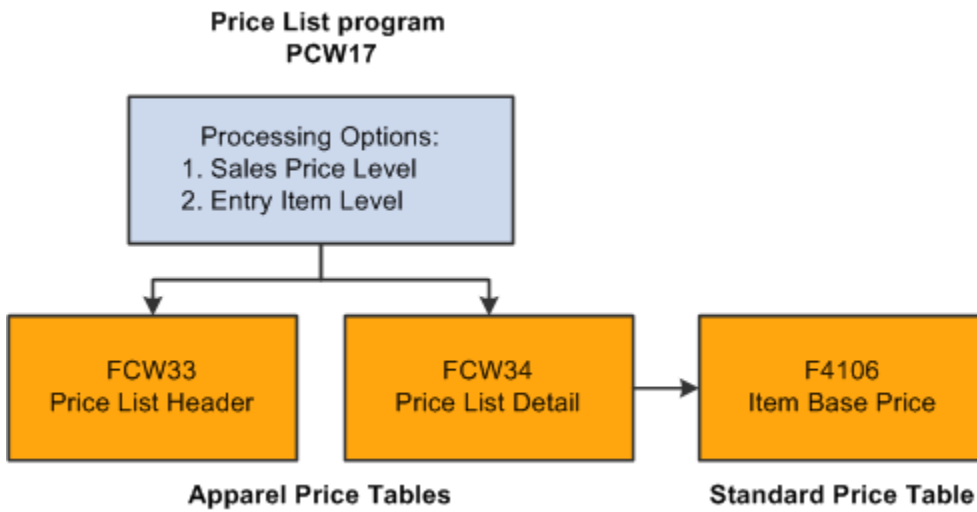 Price List program
PCW17
Processing Options:
1. Sales Price Level
2. Entry Item Level
FCW33
Price List Header
FCW34
Price List Detail
F4106
Item Base Price
Apparel Price Tables
Standard Price Table